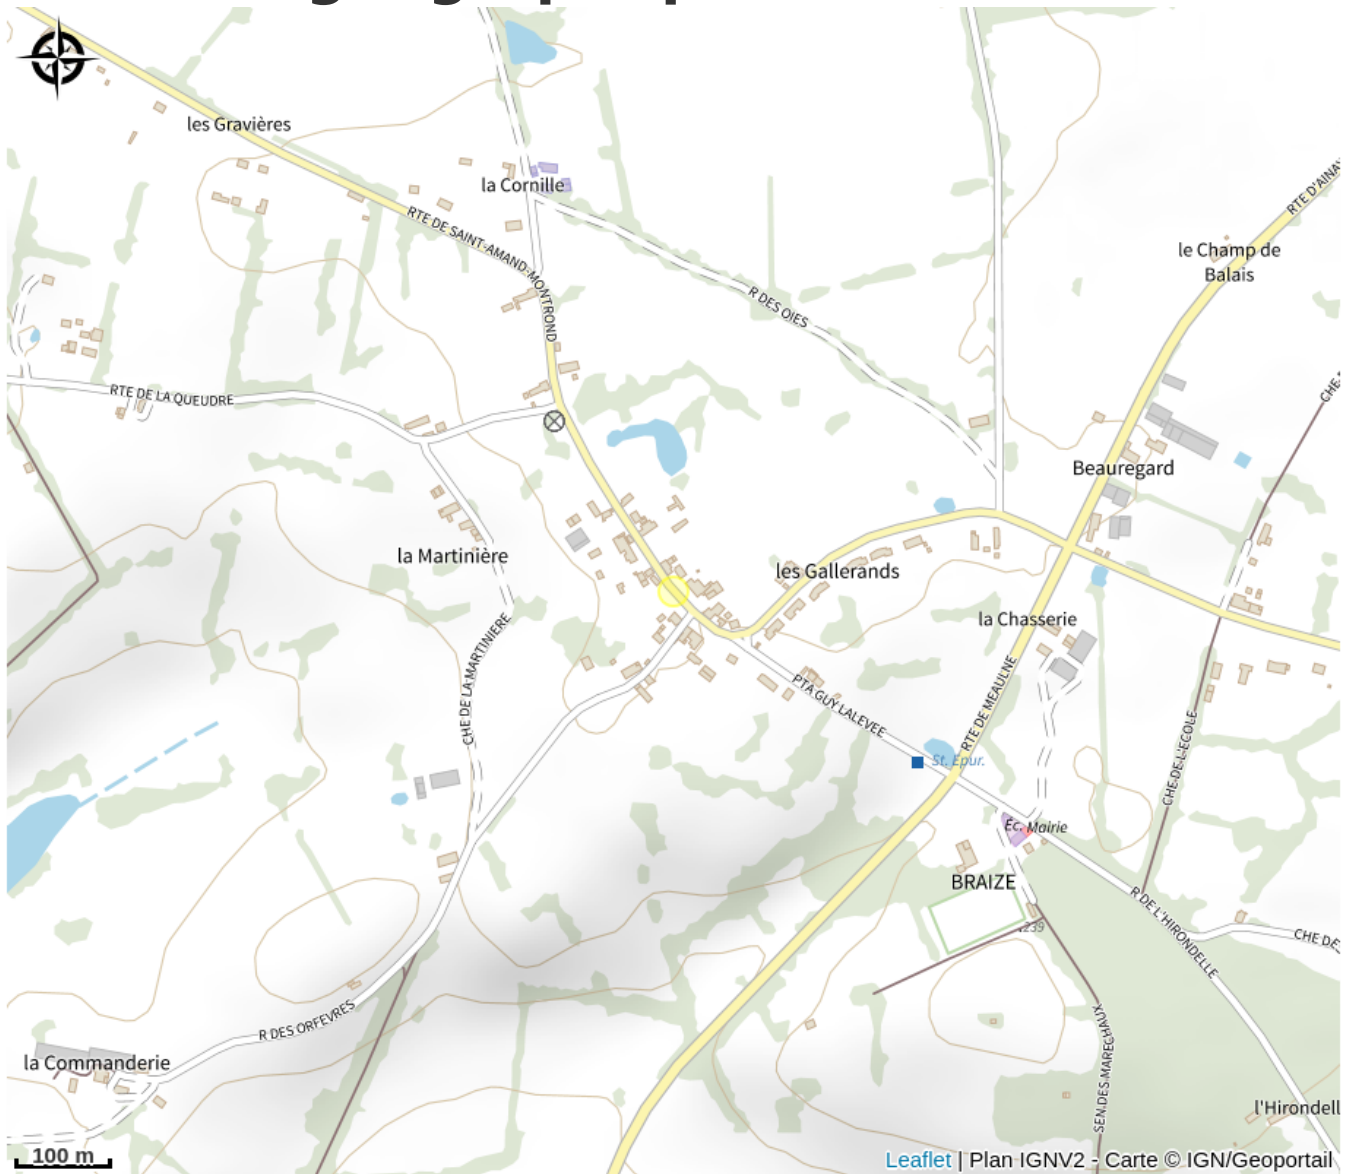 les Gravières
la Cornille
RTE D'AINAY
RTE DE SAINT-AMAND-MONTROND
le Champ de
Balais
R DES OIES
RTE DE LA QUEUDRE
CHE
Beauregard
la Martinière
les Gallerands
la Chasserie
CHE DE LA MARTINIERE
RTE DE MEAULNE
PTA GUY LALEVEE
St. Epur.
CHE DE L'ECOLE
Éc. Mairie
BRAIZE
R DE L'HIRONDELLE
239
CHE DE
R DES ORFEVRES
la Commanderie
SEN DES MARECHAUX
l'Hirondell
100 m
Leaflet | Plan IGNV2 - Carte © IGN/Geoportail